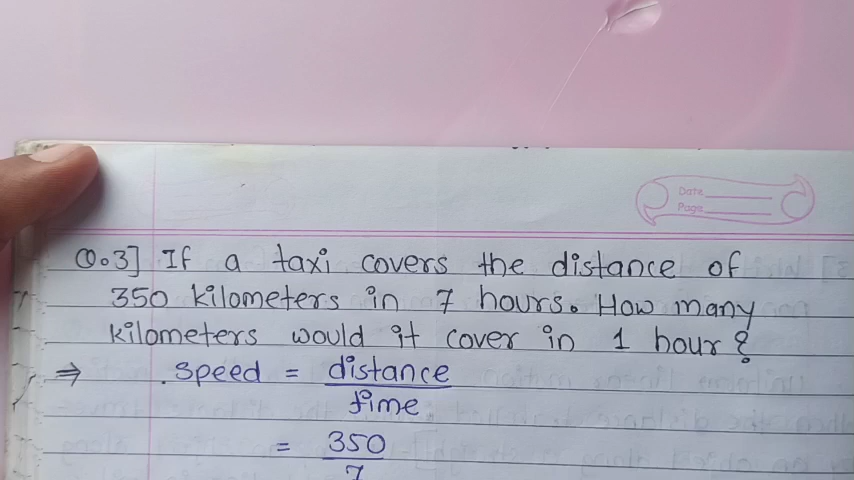 Date
Page
Q.3] If a taxi covers the distance of
350 kilometers in 7 hours. How many
kilometers would it cover in 1 hour?
⇒ speed = distance
time
= 350
7